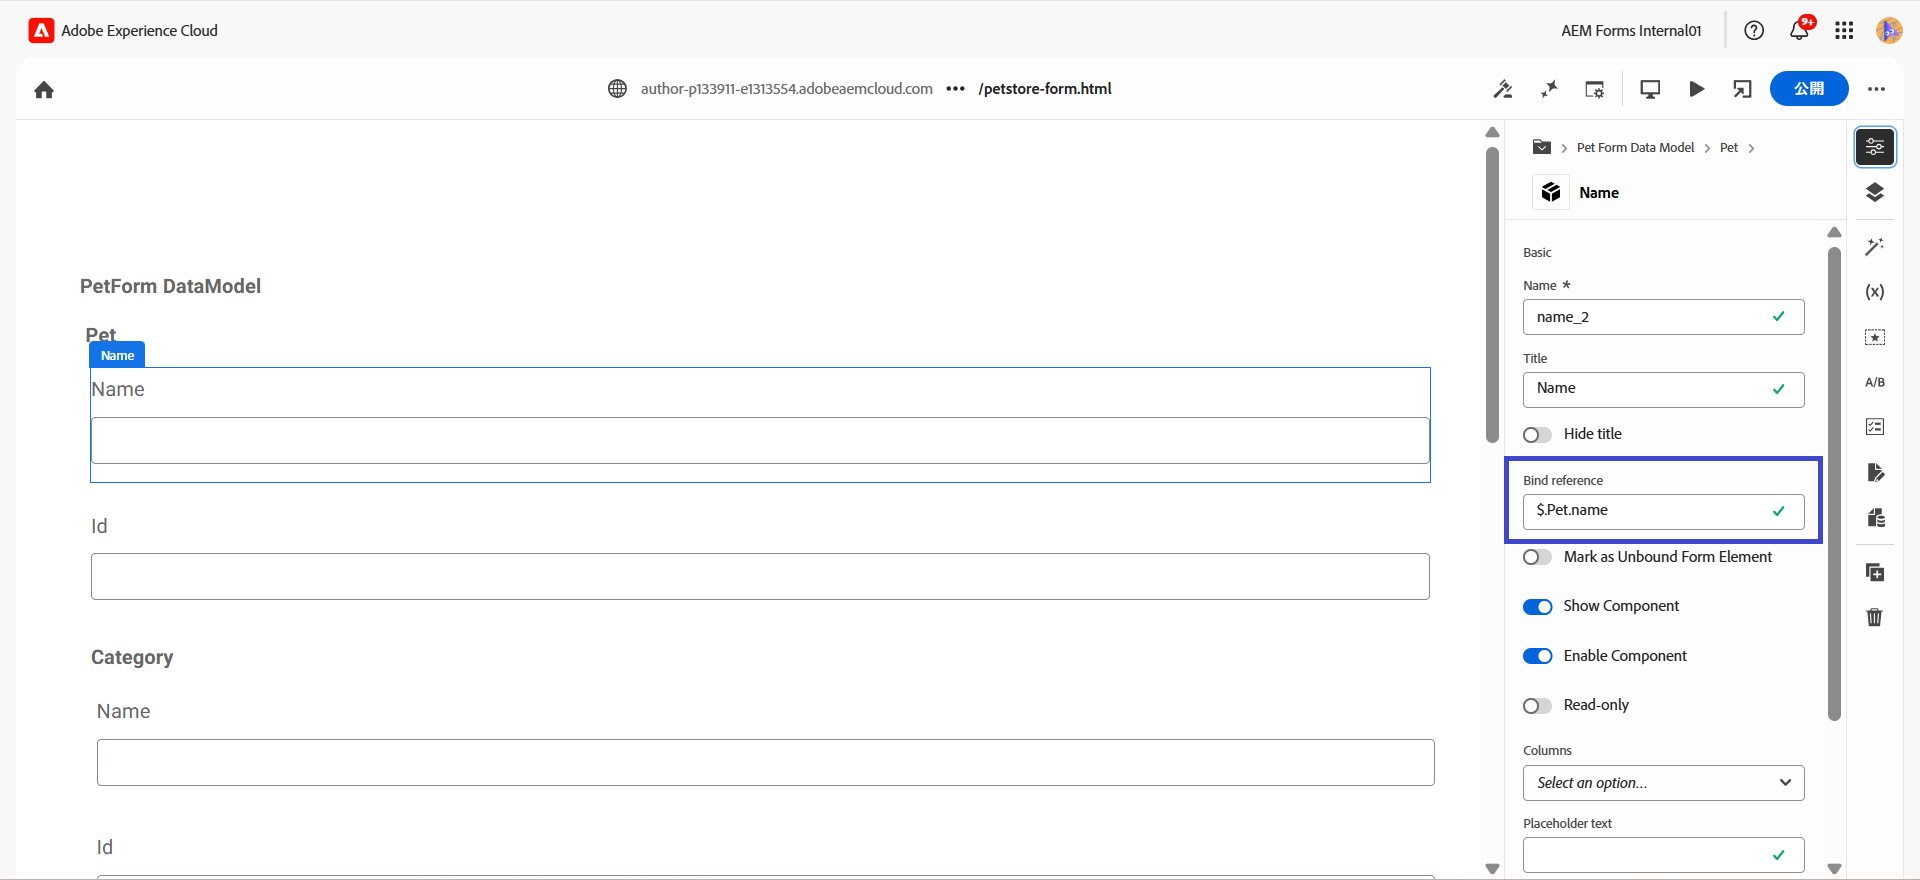 Adobe Experience Cloud
AEM Forms Internal01
9+
author-p133911-e1313554.adobeaemcloud.com ••• /petstore-form.html
公開
Pet Form Data Model > Pet >
Name
PetForm DataModel
Pet
Name
Name
Id
Category
Name
Id
Basic
Name *
name_2
Title
Name
Hide title
Bind reference
$.Pet.name
Mark as Unbound Form Element
Show Component
Enable Component
Read-only
Columns
Select an option...
Placeholder text
(x)
A/B